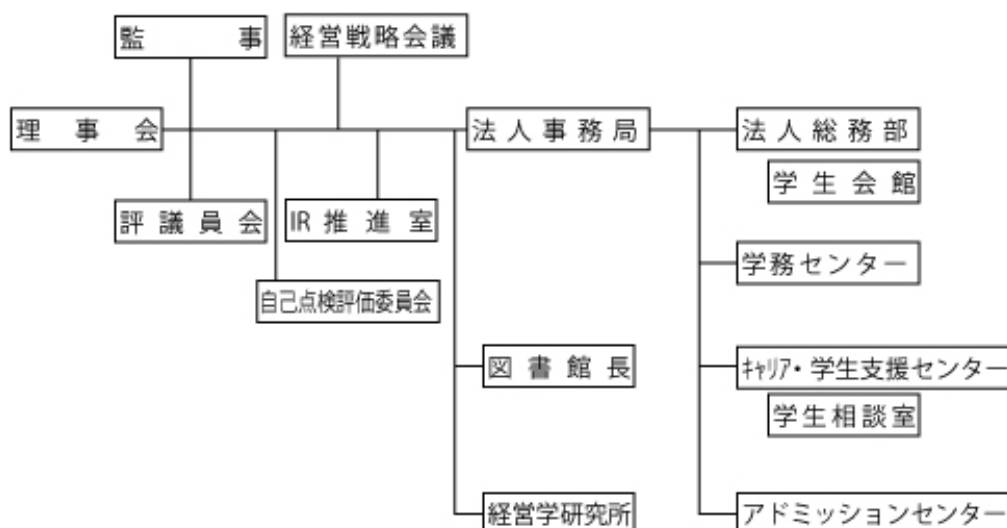 監事
経営戦略会議
理事会
法人事務局
法人総務部
学生会館
評議員会
IR推進室
学務センター
自己点検評価委員会
図書館長
キャリア・学生支援センター
学生相談室
経営学研究所
アドミッションセンター